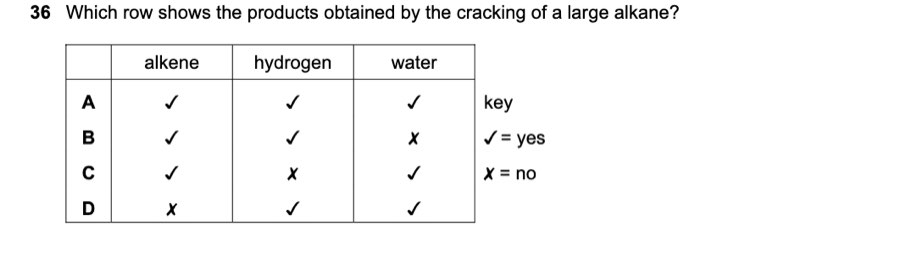 36 Which row shows the products obtained by the cracking of a large alkane?
alkene hydrogen water
A ✓ ✓ ✓ key
B ✓ ✓ ✗ ✓ = yes
C ✓ ✗ ✓ ✗ = no
D ✗ ✓ ✓